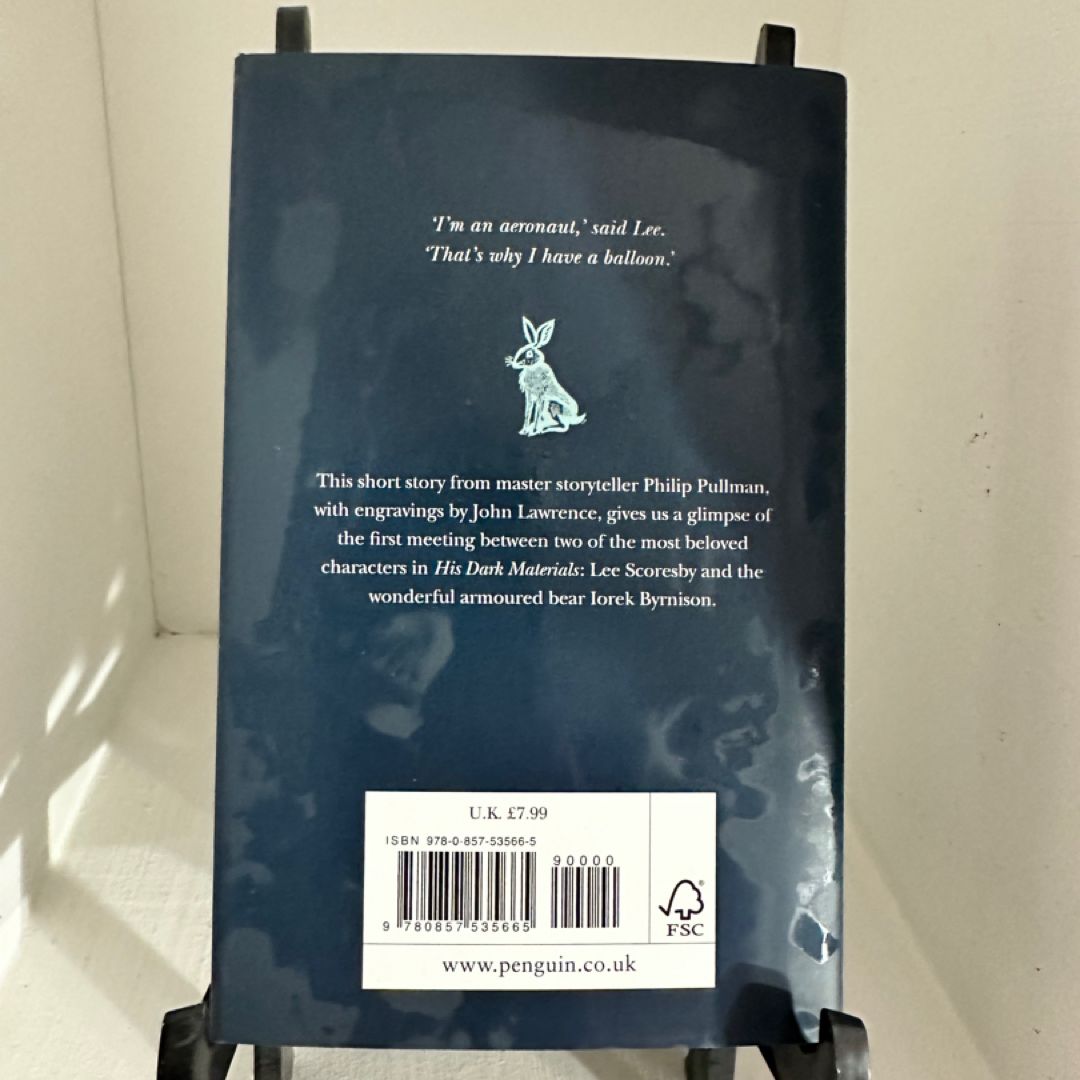 ‘I’m an aeronaut,’ said Lee.
‘That’s why I have a balloon.’
This short story from master storyteller Philip Pullman,
with engravings by John Lawrence, gives us a glimpse of
the first meeting between two of the most beloved
characters in His Dark Materials: Lee Scoresby and the
wonderful armoured bear Iorek Byrnison.
U.K. £7.99
ISBN 978-0-857-53566-5
90000
9 780857 535665
®
FSC
www.penguin.co.uk